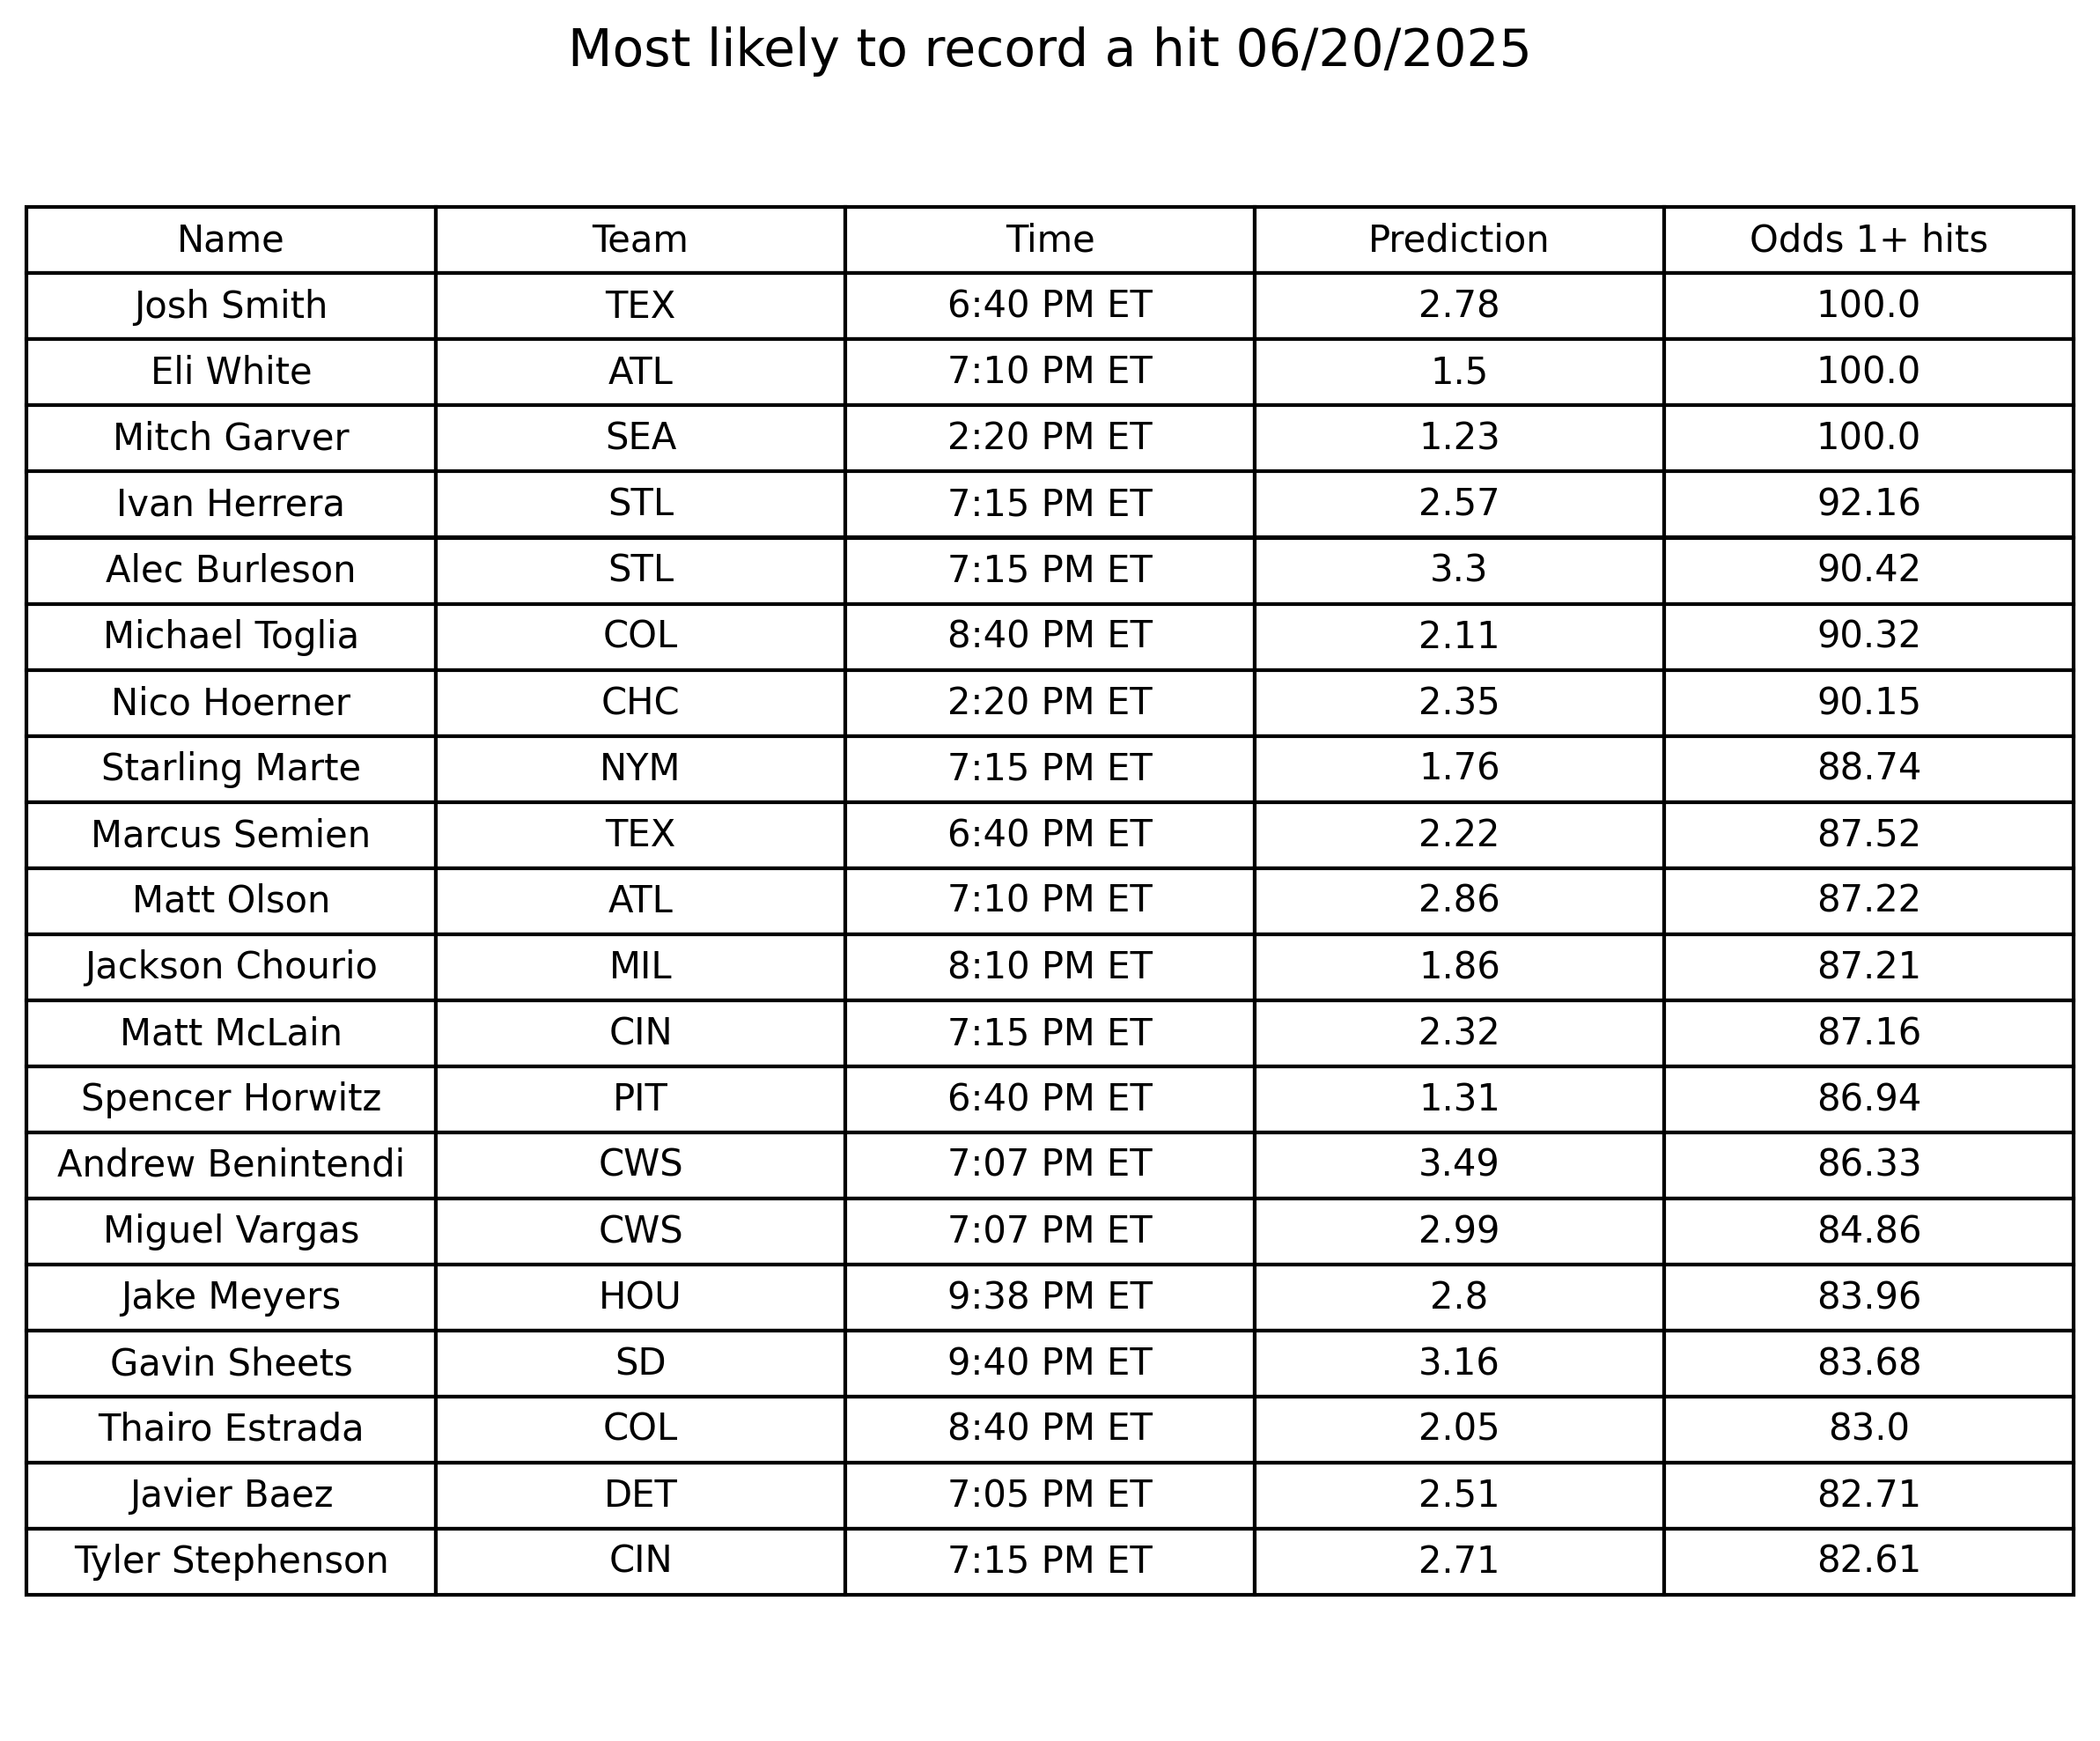 Most likely to record a hit 06/20/2025
Name Team Time Prediction Odds 1+ hits
Josh Smith TEX 6:40 PM ET 2.78 100.0
Eli White ATL 7:10 PM ET 1.5 100.0
Mitch Garver SEA 2:20 PM ET 1.23 100.0
Ivan Herrera STL 7:15 PM ET 2.57 92.16
Alec Burleson STL 7:15 PM ET 3.3 90.42
Michael Toglia COL 8:40 PM ET 2.11 90.32
Nico Hoerner CHC 2:20 PM ET 2.35 90.15
Starling Marte NYM 7:15 PM ET 1.76 88.74
Marcus Semien TEX 6:40 PM ET 2.22 87.52
Matt Olson ATL 7:10 PM ET 2.86 87.22
Jackson Chourio MIL 8:10 PM ET 1.86 87.21
Matt McLain CIN 7:15 PM ET 2.32 87.16
Spencer Horwitz PIT 6:40 PM ET 1.31 86.94
Andrew Benintendi CWS 7:07 PM ET 3.49 86.33
Miguel Vargas CWS 7:07 PM ET 2.99 84.86
Jake Meyers HOU 9:38 PM ET 2.8 83.96
Gavin Sheets SD 9:40 PM ET 3.16 83.68
Thairo Estrada COL 8:40 PM ET 2.05 83.0
Javier Baez DET 7:05 PM ET 2.51 82.71
Tyler Stephenson CIN 7:15 PM ET 2.71 82.61